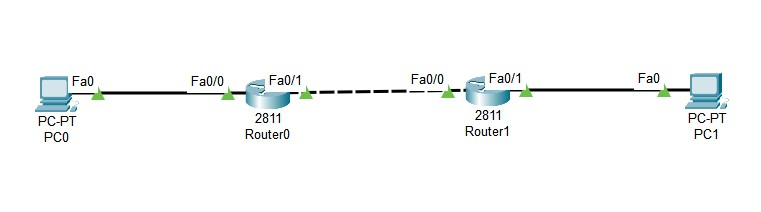 Fa0
Fa0/0
Fa0/1
Fa0/0
Fa0/1
Fa0
PC-PT
PC0
2811
Router0
2811
Router1
PC-PT
PC1